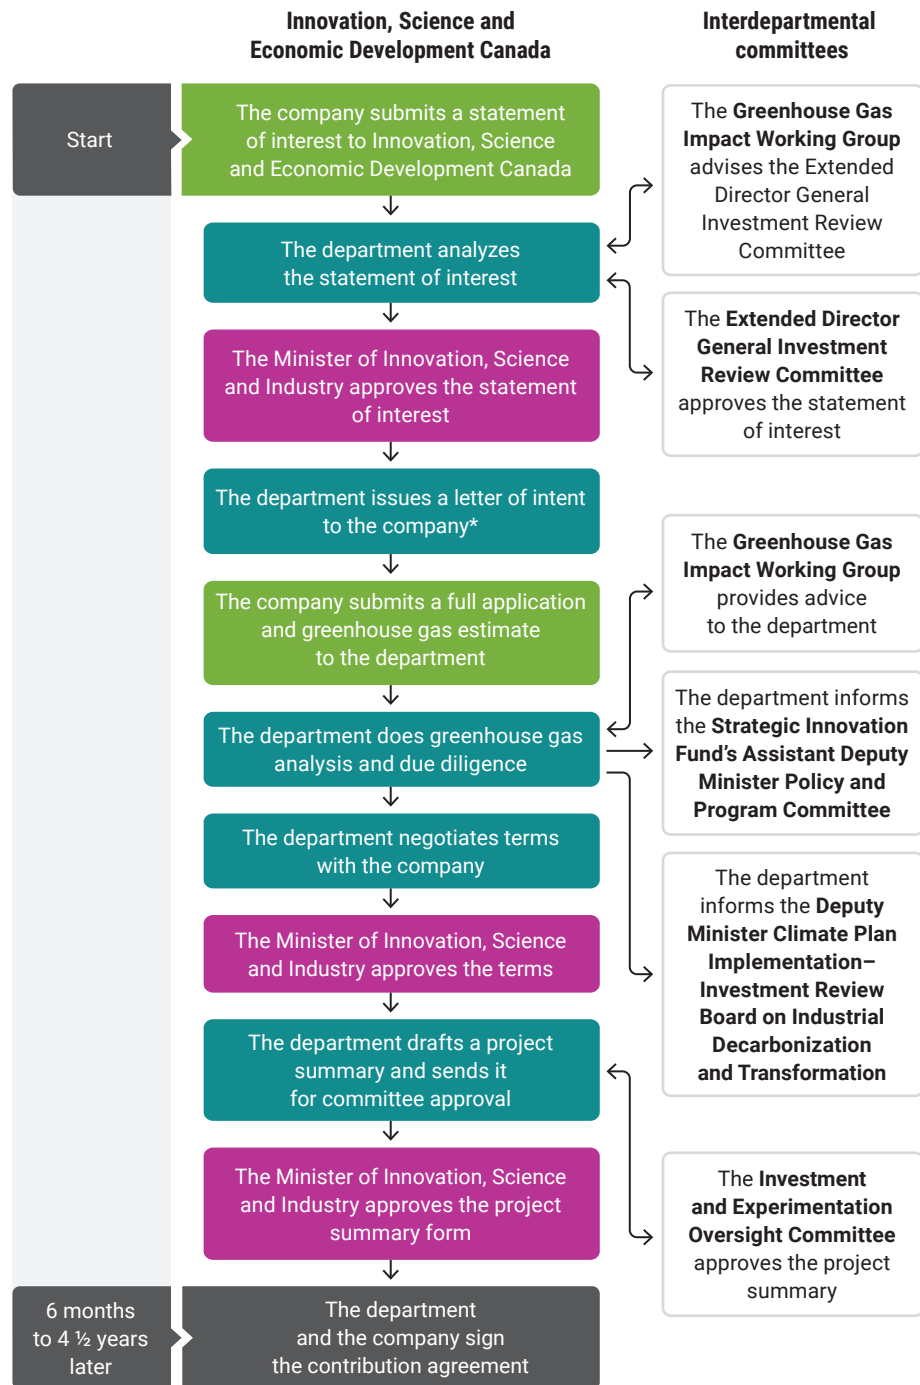 Innovation, Science and
Economic Development Canada
Interdepartmental
committees
Start
The company submits a statement
of interest to Innovation, Science
and Economic Development Canada
The Greenhouse Gas
Impact Working Group
advises the Extended
Director General
Investment Review
Committee
The department analyzes
the statement of interest
The Extended Director
General Investment
Review Committee
approves the statement
of interest
The Minister of Innovation, Science
and Industry approves the statement
of interest
The department issues a letter of intent
to the company*
The Greenhouse Gas
Impact Working Group
provides advice
to the department
The company submits a full application
and greenhouse gas estimate
to the department
The department does greenhouse gas
analysis and due diligence
The department informs
the Strategic Innovation
Fund’s Assistant Deputy
Minister Policy and
Program Committee
The department negotiates terms
with the company
The department
informs the Deputy
Minister Climate Plan
Implementation–
Investment Review
Board on Industrial
Decarbonization
and Transformation
The Minister of Innovation, Science
and Industry approves the terms
The department drafts a project
summary and sends it
for committee approval
The Minister of Innovation, Science
and Industry approves the project
summary form
The Investment
and Experimentation
Oversight Committee
approves the project
summary
6 months
to 4 ½ years
later
The department
and the company sign
the contribution agreement